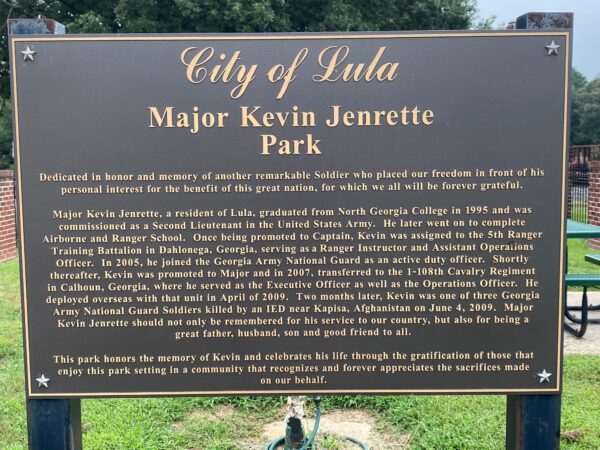 City of Lula
Major Kevin Jenrette
Park
Dedicated in honor and memory of another remarkable Soldier who placed our freedom in front of his
personal interest for the benefit of this great nation, for which we all will be forever grateful.
Major Kevin Jenrette, a resident of Lula, graduated from North Georgia College in 1995 and was
commissioned as a Second Lieutenant in the United States Army. He later went on to complete
Airborne and Ranger School. Once being promoted to Captain, Kevin was assigned to the 5th Ranger
Training Battalion in Dahlonega, Georgia, serving as a Ranger Instructor and Assistant Operations
Officer. In 2005, he joined the Georgia Army National Guard as an active duty officer. Shortly
thereafter, Kevin was promoted to Major and in 2007, transferred to the 1-108th Cavalry Regiment
in Calhoun, Georgia, where he served as the Executive Officer as well as the Operations Officer. He
deployed overseas with that unit in April of 2009. Two months later, Kevin was one of three Georgia
Army National Guard Soldiers killed by an IED near Kapisa, Afghanistan on June 4, 2009. Major
Kevin Jenrette should not only be remembered for his service to our country, but also for being a
great father, husband, son and good friend to all.
This park honors the memory of Kevin and celebrates his life through the gratification of those that
enjoy this park setting in a community that recognizes and forever appreciates the sacrifices made
on our behalf.